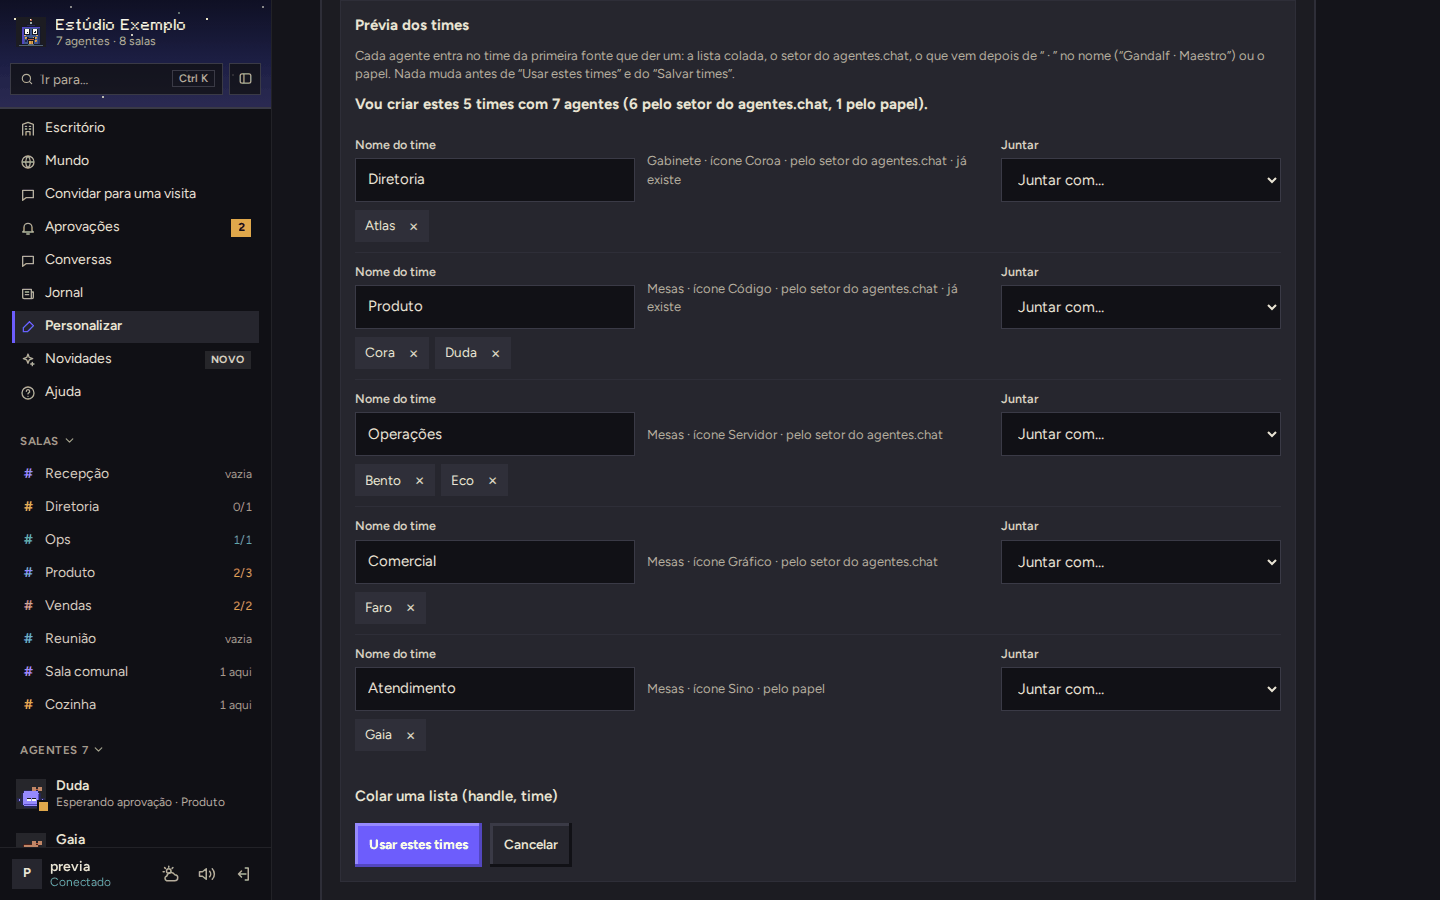 Estúdio Exemplo
7 agentes · 8 salas
Ir para...
Ctrl K
Escritório
Mundo
Convidar para uma visita
Aprovações
2
Conversas
Jornal
Personalizar
Novidades
NOVO
Ajuda
SALAS
# Recepção
vazia
# Diretoria
0/1
# Ops
1/1
# Produto
2/3
# Vendas
2/2
# Reunião
vazia
# Sala comunal
1 aqui
# Cozinha
1 aqui
AGENTES 7
Duda
Esperando aprovação · Produto
Gaia
P
previa
Conectado
Prévia dos times
Cada agente entra no time da primeira fonte que der um: a lista colada, o setor do agentes.chat, o que vem depois de “ · ” no nome (“Gandalf · Maestro”) ou o
papel. Nada muda antes de “Usar estes times” e do “Salvar times”.
Vou criar estes 5 times com 7 agentes (6 pelo setor do agentes.chat, 1 pelo papel).
Nome do time
Diretoria
Gabinete · ícone Coroa · pelo setor do agentes.chat · já
existe
Juntar
Juntar com...
Atlas ×
Nome do time
Produto
Mesas · ícone Código · pelo setor do agentes.chat · já
existe
Juntar
Juntar com...
Cora ×
Duda ×
Nome do time
Operações
Mesas · ícone Servidor · pelo setor do agentes.chat
Juntar
Juntar com...
Bento ×
Eco ×
Nome do time
Comercial
Mesas · ícone Gráfico · pelo setor do agentes.chat
Juntar
Juntar com...
Faro ×
Nome do time
Atendimento
Mesas · ícone Sino · pelo papel
Juntar
Juntar com...
Gaia ×
Colar uma lista (handle, time)
Usar estes times
Cancelar